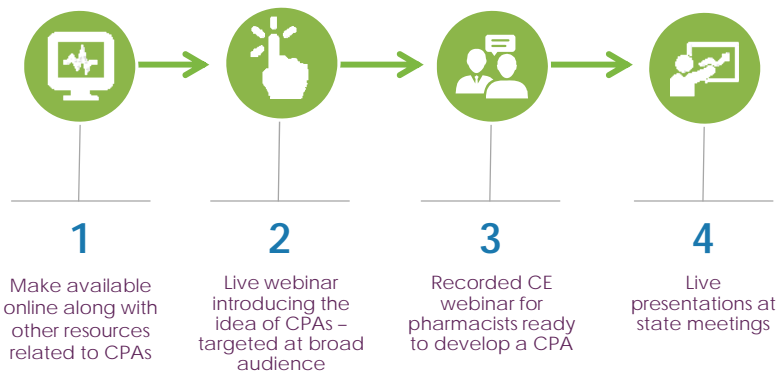 1
Make available
online along with
other resources
related to CPAs
2
Live webinar
introducing the
idea of CPAs –
targeted at broad
audience
3
Recorded CE
webinar for
pharmacists ready
to develop a CPA
4
Live
presentations at
state meetings